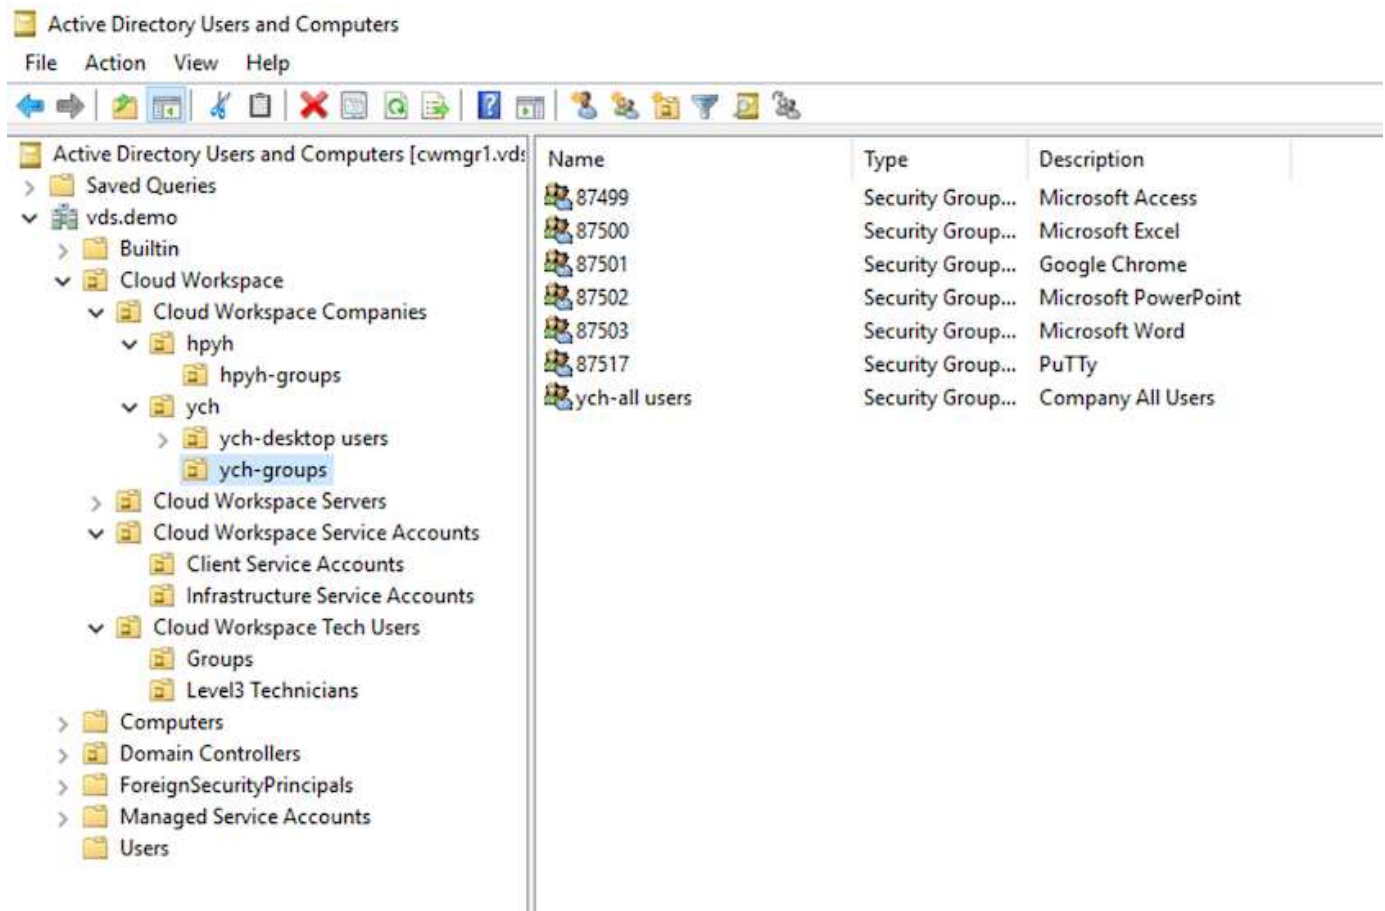 Active Directory Users and Computers
File Action View Help
Active Directory Users and Computers [cwmgr1.vds
Saved Queries
vds.demo
Builtin
Cloud Workspace
Cloud Workspace Companies
hpyh
hpyh-groups
ych
ych-desktop users
ych-groups
Cloud Workspace Servers
Cloud Workspace Service Accounts
Client Service Accounts
Infrastructure Service Accounts
Cloud Workspace Tech Users
Groups
Level3 Technicians
Computers
Domain Controllers
ForeignSecurityPrincipals
Managed Service Accounts
Users
Name Type Description
87499 Security Group... Microsoft Access
87500 Security Group... Microsoft Excel
87501 Security Group... Google Chrome
87502 Security Group... Microsoft PowerPoint
87503 Security Group... Microsoft Word
87517 Security Group... PuTTy
ych-all users Security Group... Company All Users